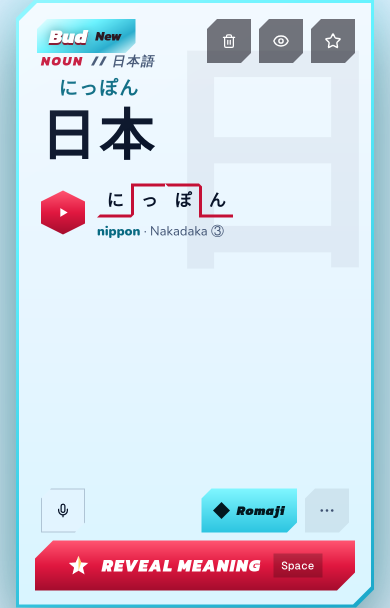 Bud New
NOUN // 日本語
にっぽん
日本
にっぽん
nippon · Nakadaka ③
Romaji
REVEAL MEANING Space